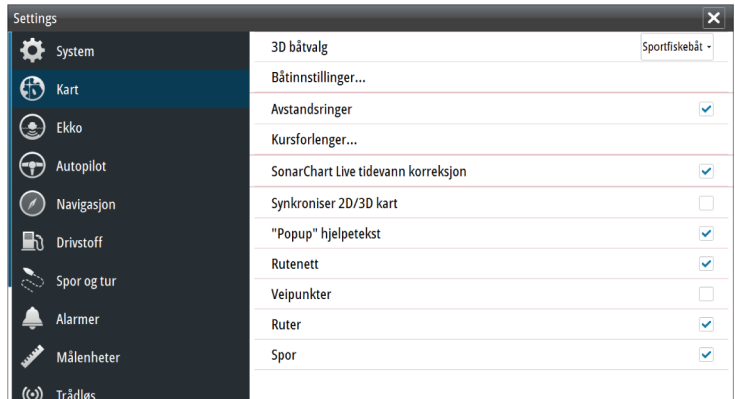 Settings
System
Kart
Ekko
Autopilot
Navigasjon
Drivstoff
Spor og tur
Alarmer
Målenheter
Trådløs
3D båtvalg Sportfiskebåt
Båtinnstillinger...
Avstandsringer
Kursforlenger...
SonarChart Live tidevann korreksjon
Synkroniser 2D/3D kart
"Popup" hjelpetekst
Rutenett
Veipunkter
Ruter
Spor